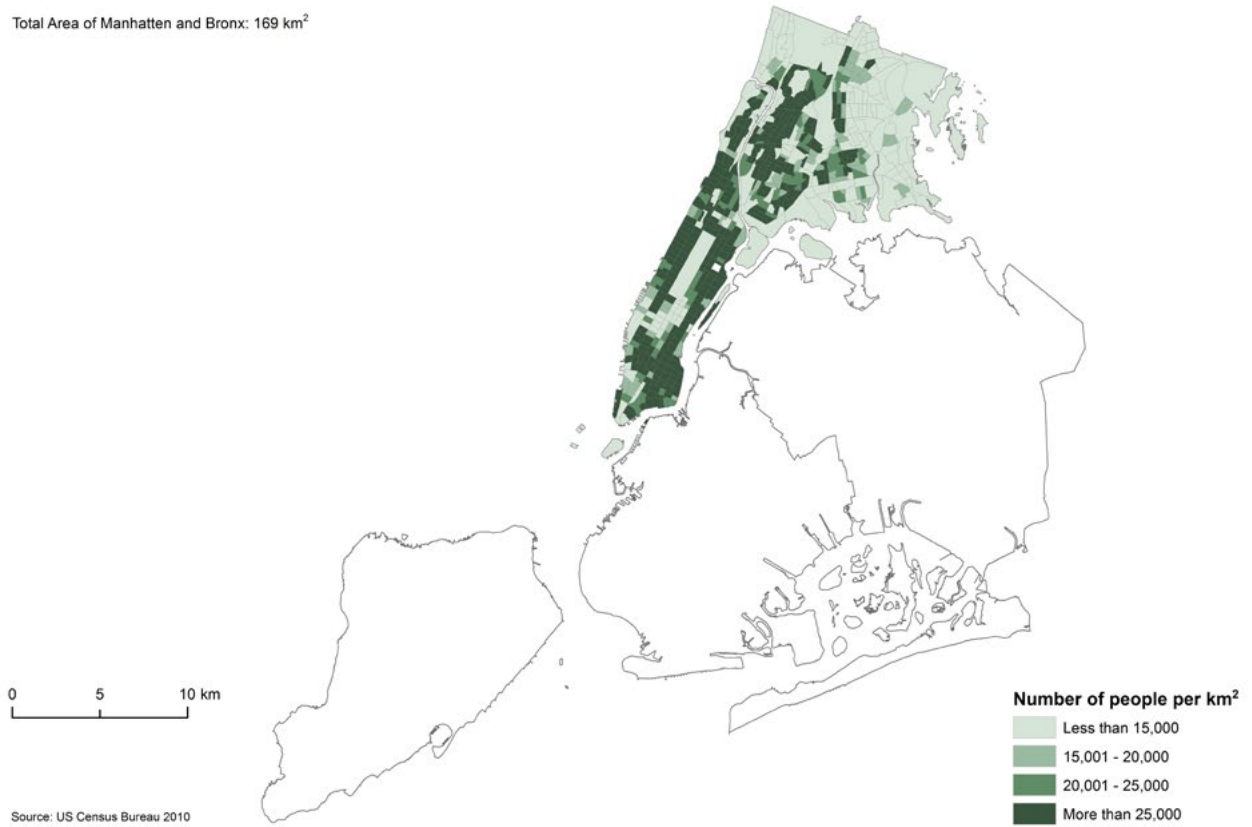 Total Area of Manhatten and Bronx: 169 km²
0 5 10 km
Number of people per km²
Less than 15,000
15,001 - 20,000
20,001 - 25,000
More than 25,000
Source: US Census Bureau 2010